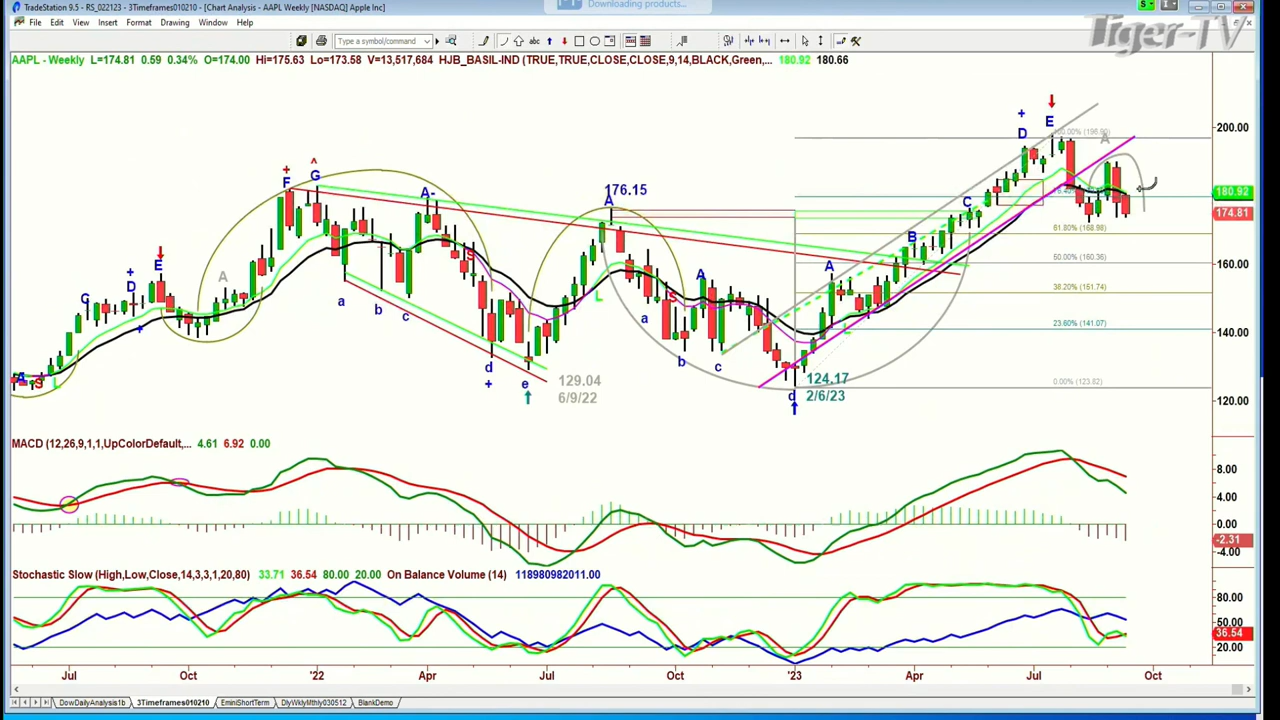 TradeStation 9.5 - RS_022123 - 3Timeframes010210 - [Chart Analysis - AAPL Weekly [NASDAQ] Apple Inc]
Downloading products...
Tiger-TV
File Edit View Insert Format Drawing Window Help
Type a symbol/command
abc
AAPL - Weekly L=174.81 0.59 0.34% O=174.00 Hi=175.63 Lo=173.58 V=13,517,684 HJB_BASIL-IND (TRUE,TRUE,CLOSE,CLOSE,9,14,BLACK,Green,... 180.92 180.66
200.00
180.92
174.81
160.00
140.00
120.00
100.00% (196.90)
61.80% (168.98)
50.00% (160.36)
38.20% (151.74)
23.60% (141.07)
0.00% (123.82)
A S L
G + D + E
A
+ F ^ G
A-
S
a b c
d + e
129.04
6/9/22
176.15
A
L
S
A
a b c
d
124.17
2/6/23
A
L
B
C
+ D
E
A
MACD (12,26,9,1,1,UpColorDefault,... 4.61 6.92 0.00
8.00
4.00
0.00
-2.31
-4.00
Stochastic Slow (High,Low,Close,14,3,3,1,20,80) 33.71 36.54 80.00 20.00 On Balance Volume (14) 118980982011.00
80.00
50.00
36.54
20.00
Jul Oct '22 Apr Jul Oct '23 Apr Jul Oct
DowDailyAnalysis1b 3Timeframes010210 EminiShortTerm DlyWklyMthly030512 BlankDemo